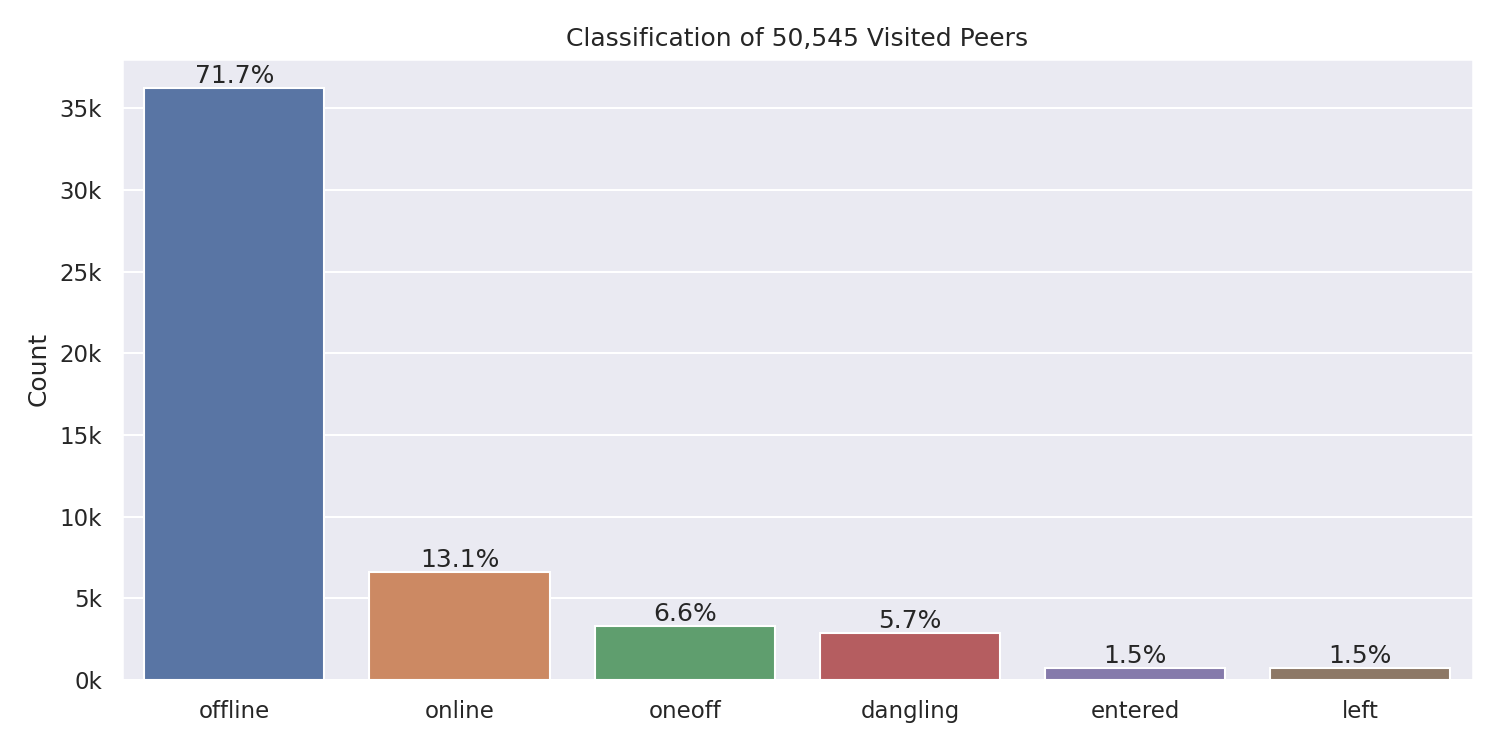 Classification of 50,545 Visited Peers
Count
35k
30k
25k
20k
15k
10k
5k
0k
71.7%
13.1%
6.6%
5.7%
1.5%
1.5%
offline
online
oneoff
dangling
entered
left